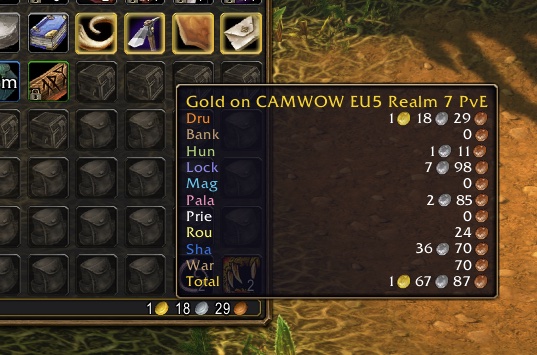 m
Gold on CAMWOW EU5 Realm 7 PvE
Dru 1 18 29
Bank 0
Hun 1 11
Lock 7 98
Mag 0
Pala 2 85
Prie 0
Rou 24
Sha 36 70
War 70
Total 1 67 87
2
1 18 29